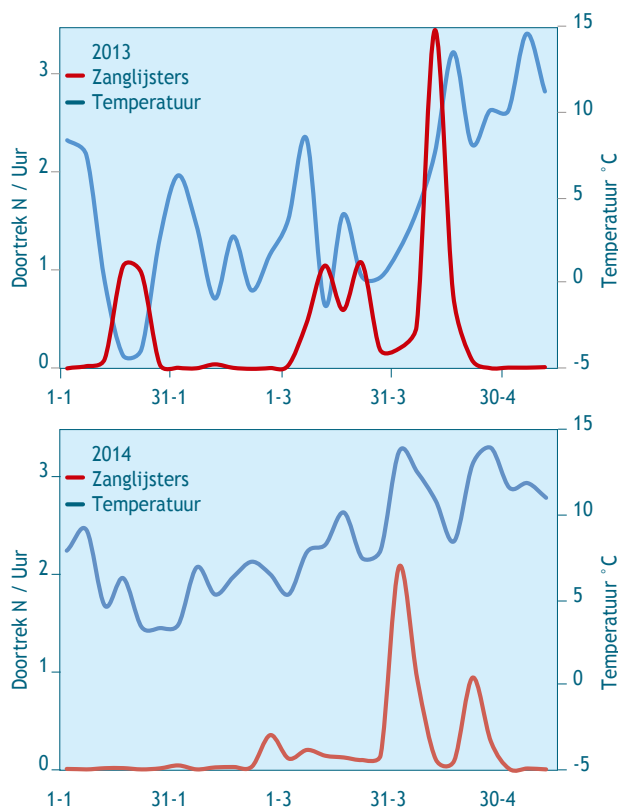 2013
Zanglijsters
Temperatuur
Doortrek N / Uur
3
2
1
0
Temperatuur °C
15
10
5
0
-5
1-1 31-1 1-3 31-3 30-4
2014
Zanglijsters
Temperatuur
Doortrek N / Uur
3
2
1
0
Temperatuur °C
15
10
5
0
-5
1-1 31-1 1-3 31-3 30-4